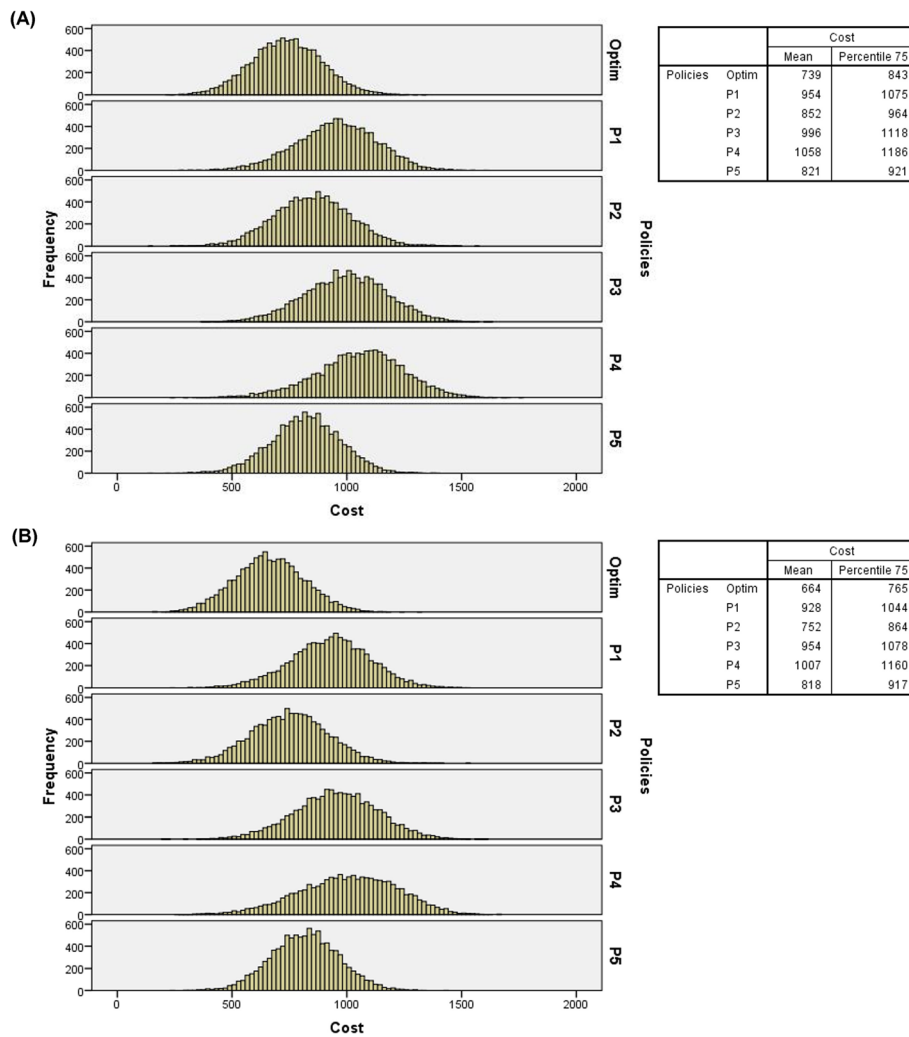 (A)
600
400
200
0
Optim
600
400
200
0
P1
600
400
200
0
P2
600
400
200
0
P3
600
400
200
0
P4
600
400
200
0
P5
Frequency
Policies
0 500 1000 1500 2000
Cost
Cost
Mean Percentile 75
Policies Optim 739 843
P1 954 1075
P2 852 964
P3 996 1118
P4 1058 1186
P5 821 921
(B)
600
400
200
0
Optim
600
400
200
0
P1
600
400
200
0
P2
600
400
200
0
P3
600
400
200
0
P4
600
400
200
0
P5
Frequency
Policies
0 500 1000 1500 2000
Cost
Cost
Mean Percentile 75
Policies Optim 664 765
P1 928 1044
P2 752 864
P3 954 1078
P4 1007 1160
P5 818 917